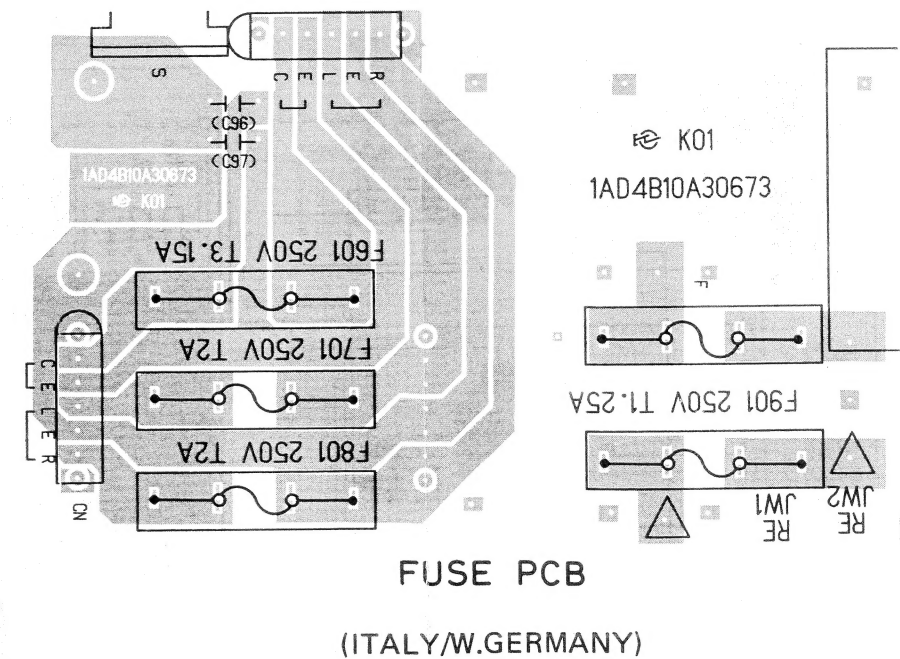 S
C E L E R
(C96)
(C97)
1AD4B10A30673
K01
F601 250V T3.15A
F701 250V T2A
F801 250V T2A
C E L E R
CN
K01
1AD4B10A30673
F
F901 250V T1.25A
RE JW1
RE JW2
FUSE PCB
(ITALY/W.GERMANY)